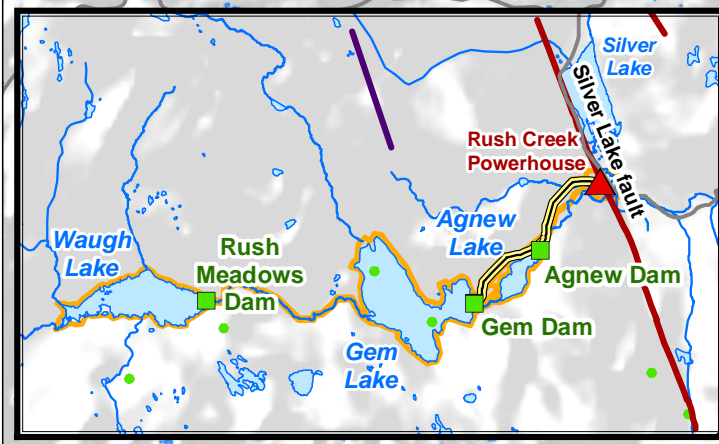 Silver
Lake
Silver Lake fault
Rush Creek
Powerhouse
Agnew
Lake
Waugh
Lake
Rush
Meadows
Dam
Agnew Dam
Gem Dam
Gem
Lake